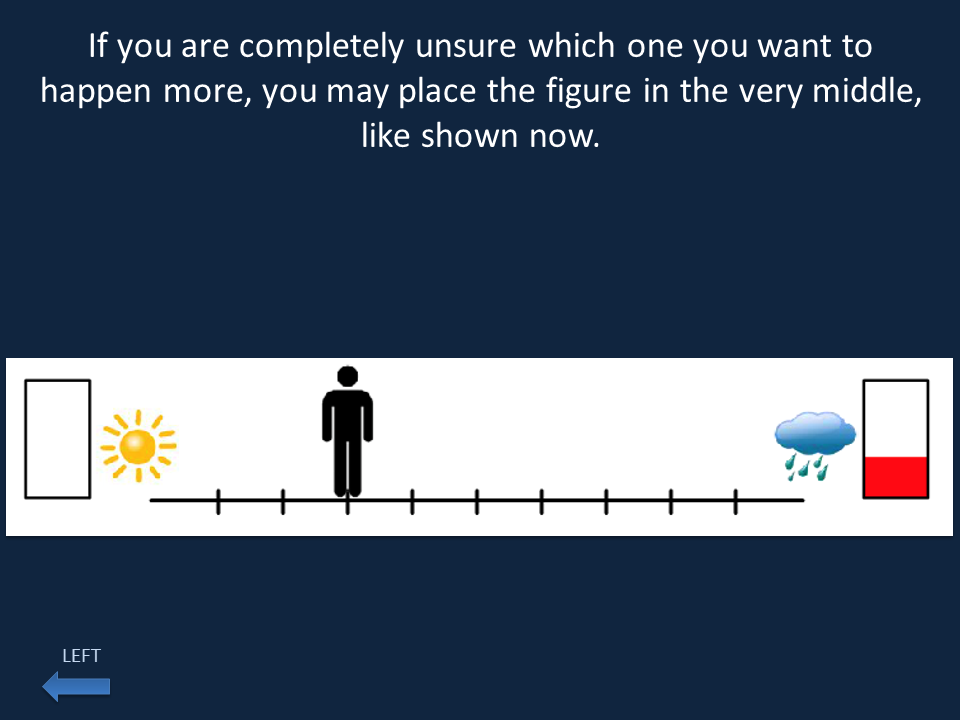 If you are completely unsure which one you want to
happen more, you may place the figure in the very middle,
like shown now.
LEFT